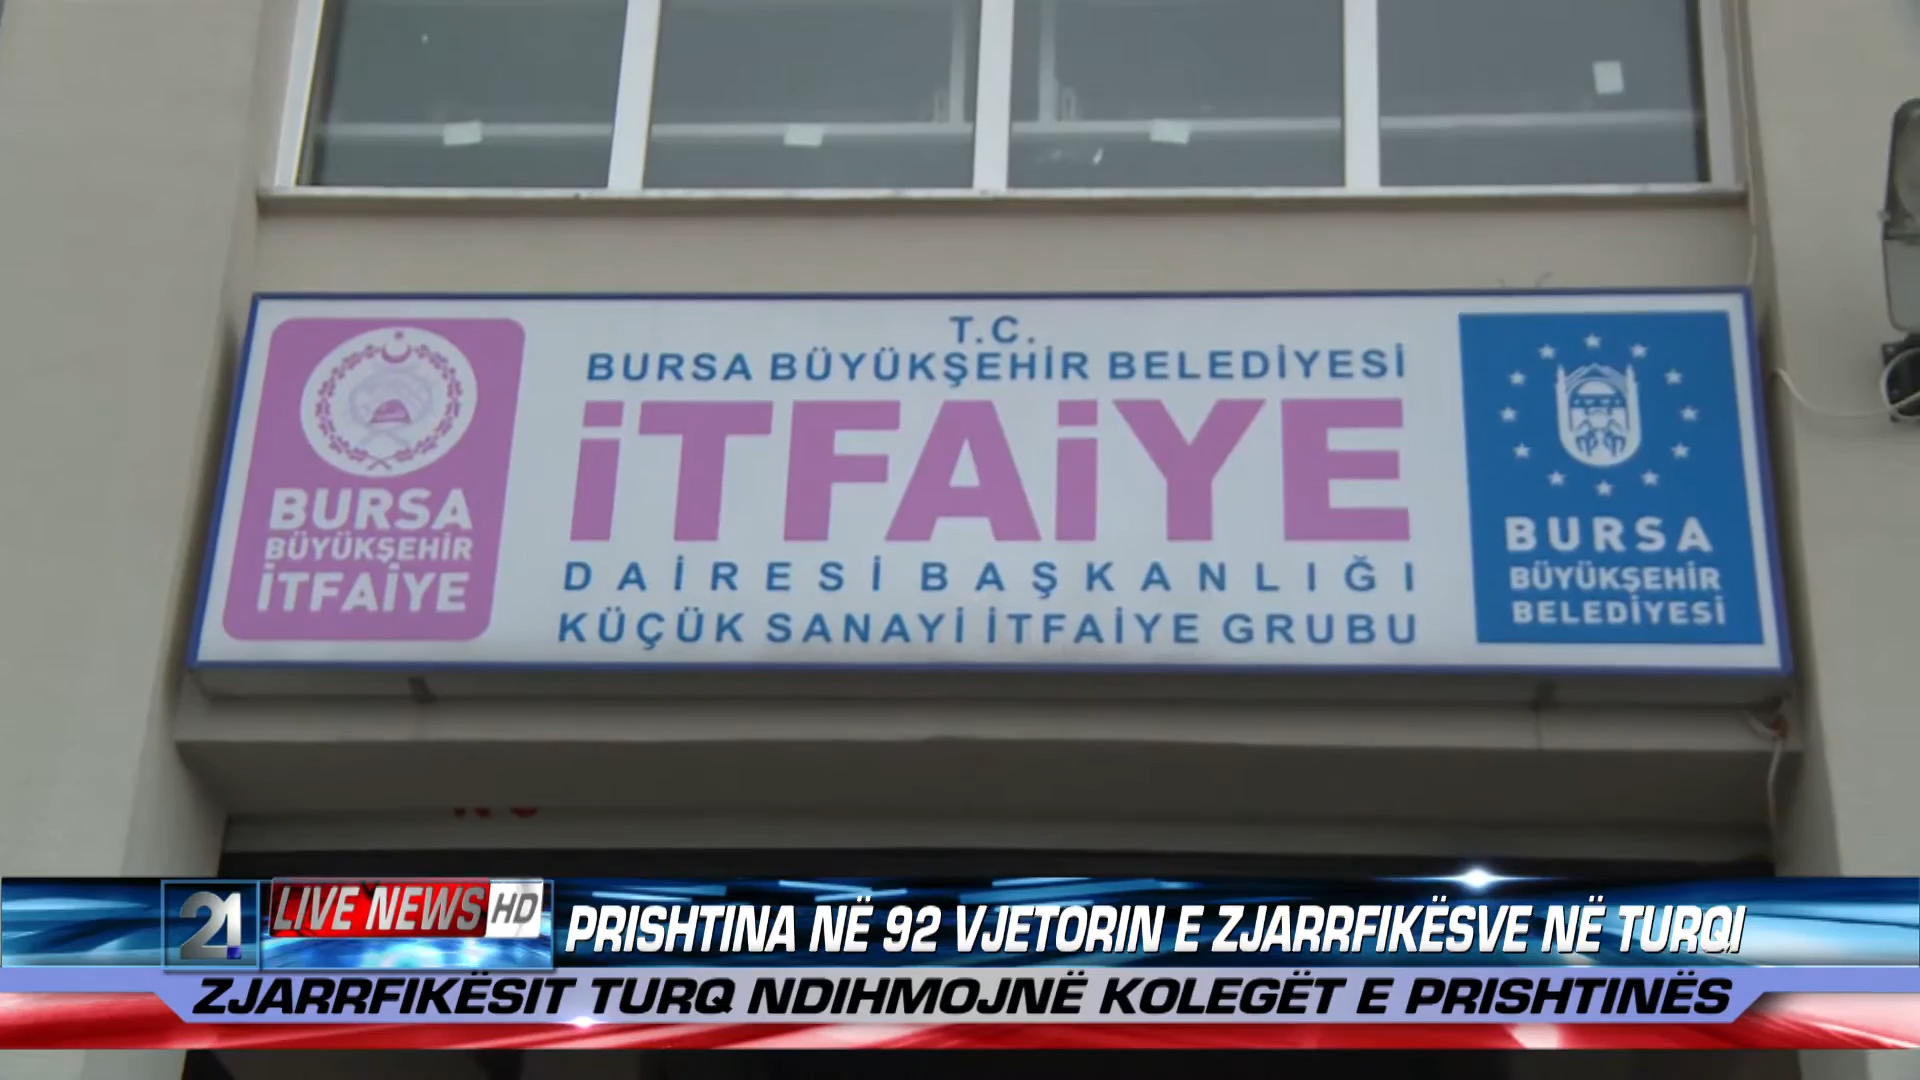 T.C.
BURSA BÜYÜKŞEHİR BELEDİYESİ
İTFAİYE
DAİRESİ BAŞKANLIĞI
KÜÇÜK SANAYİ İTFAİYE GRUBU
BURSA
BÜYÜKŞEHİR
İTFAİYE
BURSA
BÜYÜKŞEHİR
BELEDİYESİ
21
LIVE NEWS HD
PRISHTINA NË 92 VJETORIN E ZJARRFIKËSVE NË TURQI
ZJARRFIKËSIT TURQ NDIHMOJNË KOLEGËT E PRISHTINËS